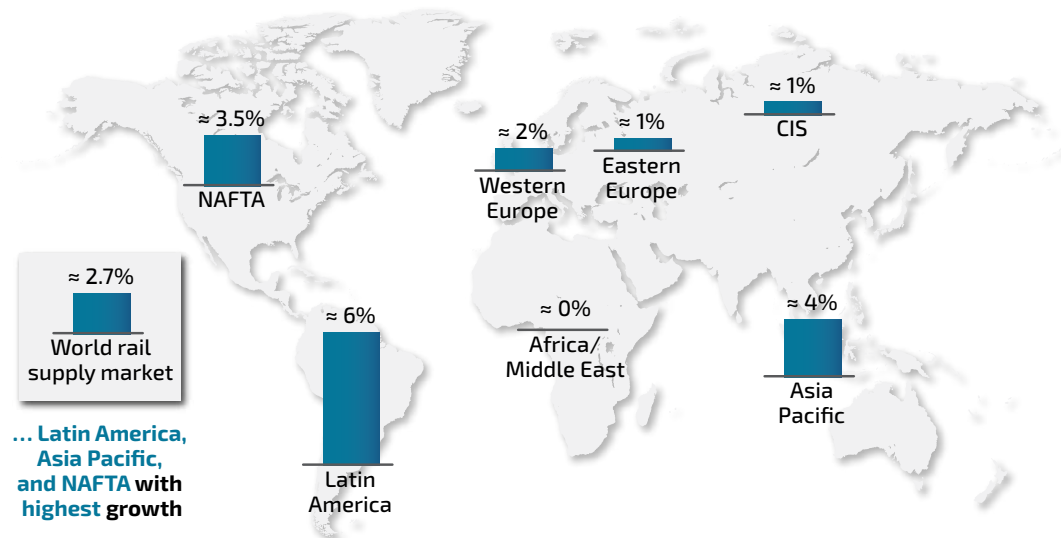 ≈ 1%
CIS
≈ 3.5%
NAFTA
≈ 2%
Western
Europe
≈ 1%
Eastern
Europe
≈ 2.7%
World rail
supply market
≈ 6%
Latin
America
≈ 0%
Africa/
Middle East
≈ 4%
Asia
Pacific
... Latin America,
Asia Pacific,
and NAFTA with
highest growth